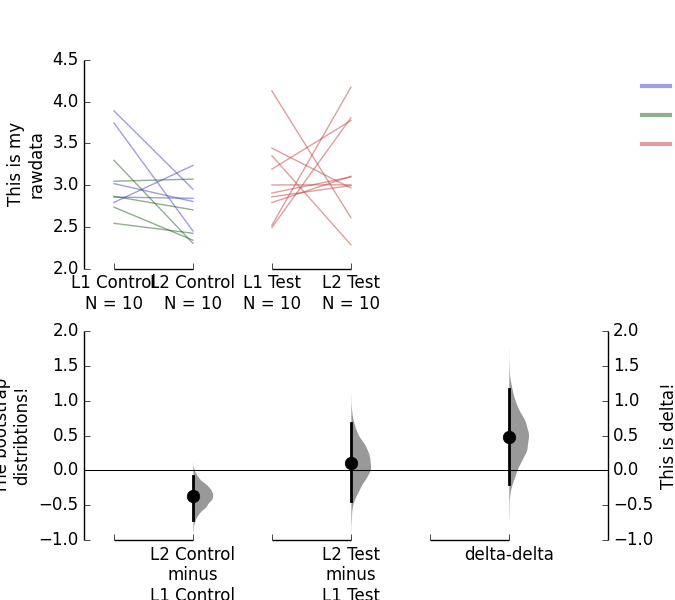 4.5
4.0
3.5
3.0
2.5
2.0
This is my
rawdata
L1 Control
N = 10
L2 Control
N = 10
L1 Test
N = 10
L2 Test
N = 10
2.0
1.5
1.0
0.5
0.0
−0.5
−1.0
The bootstrap
distribtions!
2.0
1.5
1.0
0.5
0.0
−0.5
−1.0
This is delta!
L2 Control
minus
L1 Control
L2 Test
minus
L1 Test
delta-delta